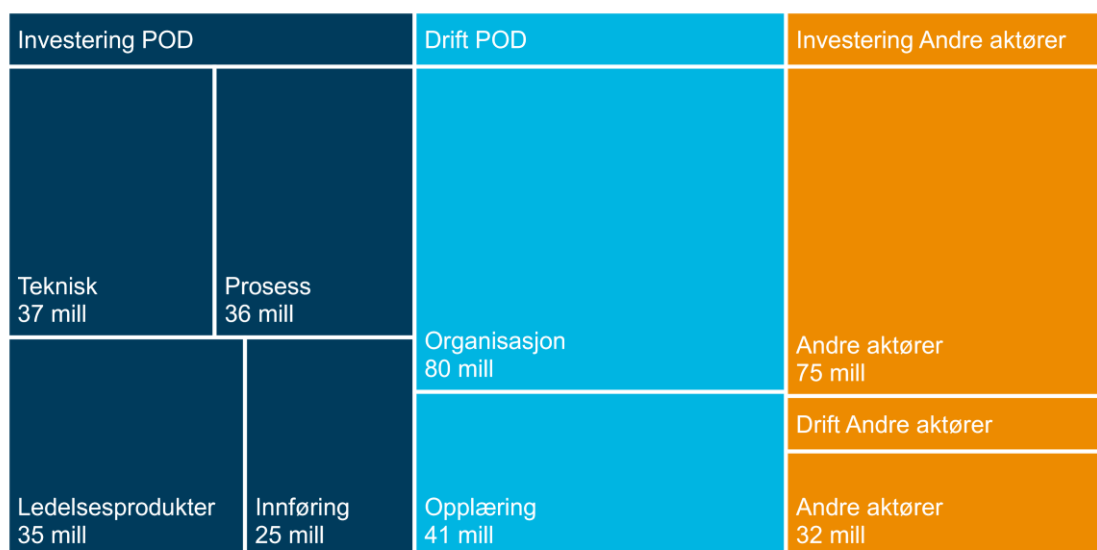 Investering POD
Teknisk
37 mill
Prosess
36 mill
Ledelsesprodukter
35 mill
Innføring
25 mill
Drift POD
Organisasjon
80 mill
Opplæring
41 mill
Investering Andre aktører
Andre aktører
75 mill
Drift Andre aktører
Andre aktører
32 mill